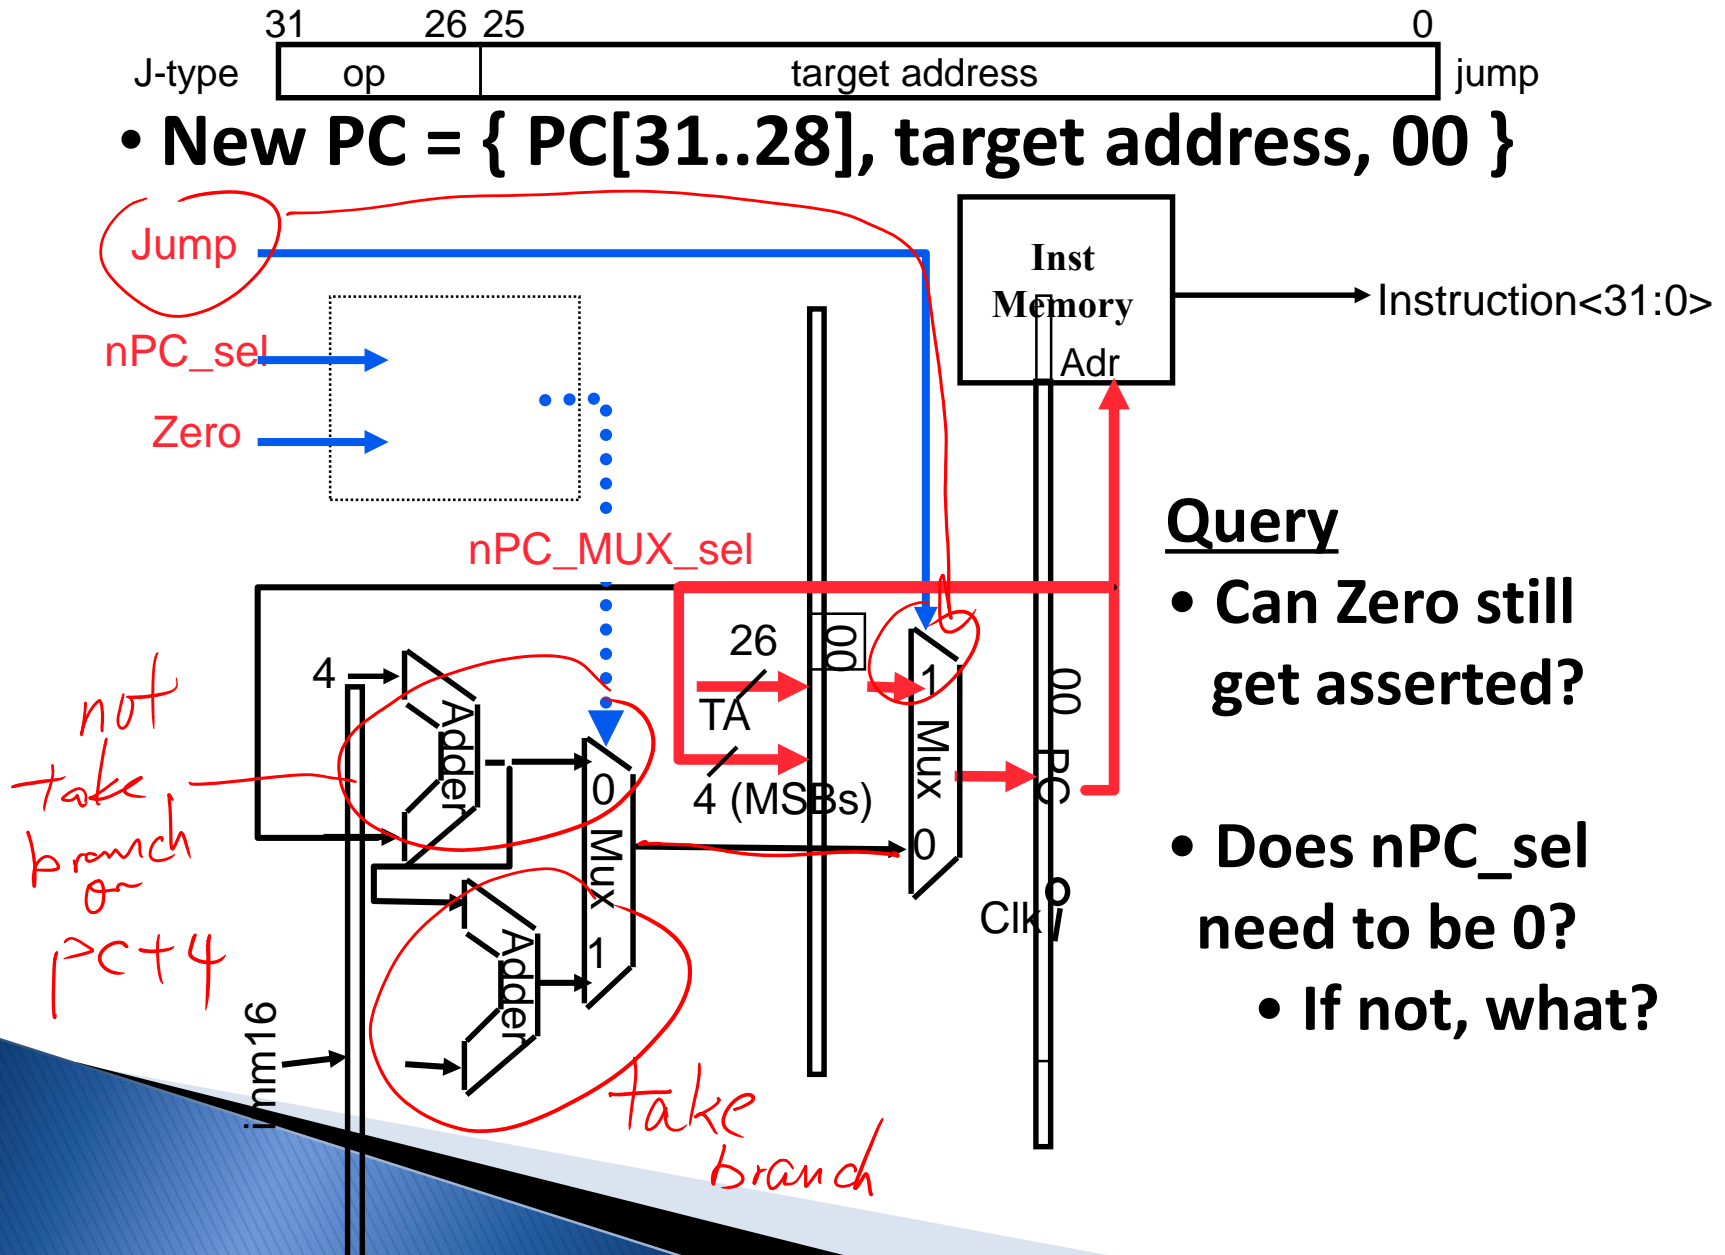 31 26 25 0
J-type op target address jump
• New PC = { PC[31..28], target address, 00 }
Jump
Inst
Memory
Adr
Instruction<31:0>
nPC_sel
Zero
nPC_MUX_sel
Query
• Can Zero still
get asserted?
• Does nPC_sel
need to be 0?
• If not, what?
4
Adder
0
Mux
1
Adder
imm16
26
TA
4 (MSBs)
00
1
Mux
0
00
PC
Clk
not
take
branch
or
PC+4
take
branch